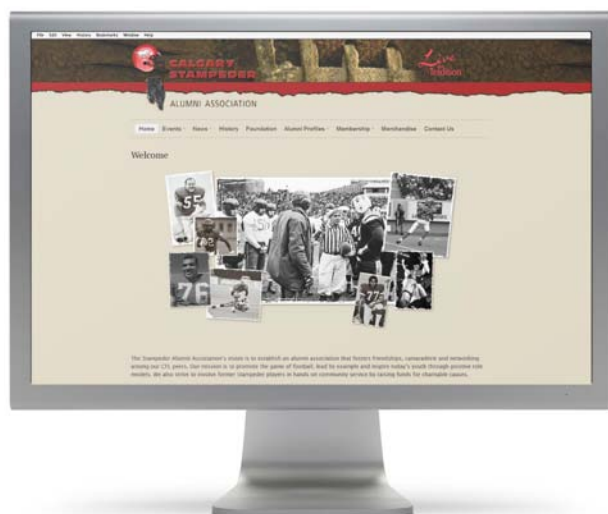 File Edit View History Bookmarks Window Help
CALGARY
STAMPEDER
Live
the
Tradition
ALUMNI ASSOCIATION
Home Events News History Foundation Alumni Profiles Membership Merchandise Contact Us
Welcome
55
76
77
The Stampeder Alumni Association's vision is to establish an alumni association that fosters friendships, camaraderie and networking
among our CFL peers. Our mission is to promote the game of football, lead by example and inspire today's youth through positive role
models. We also strive to involve former stampeder players in hands on community service by raising funds for charitable causes.